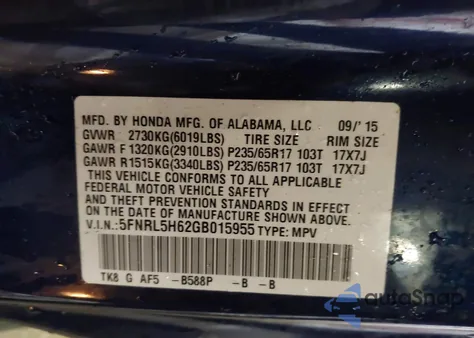 MFD. BY HONDA MFG. OF ALABAMA, LLC 09/'15
GVWR 2730KG(6019LBS) TIRE SIZE RIM SIZE
GAWR F 1320KG(2910LBS) P235/65R17 103T 17X7J
GAWR R1515KG(3340LBS) P235/65R17 103T 17X7J
THIS VEHICLE CONFORMS TO ALL APPLICABLE
FEDERAL MOTOR VEHICLE SAFETY
AND THEFT PREVENTION STANDARDS IN EFFECT ON
THE DATE OF MANUFACTURE SHOWN ABOVE.
V.I.N.: 5FNRL5H62GB015955 TYPE: MPV
TK8 G AF5 -B588P -B -B
autoSnap